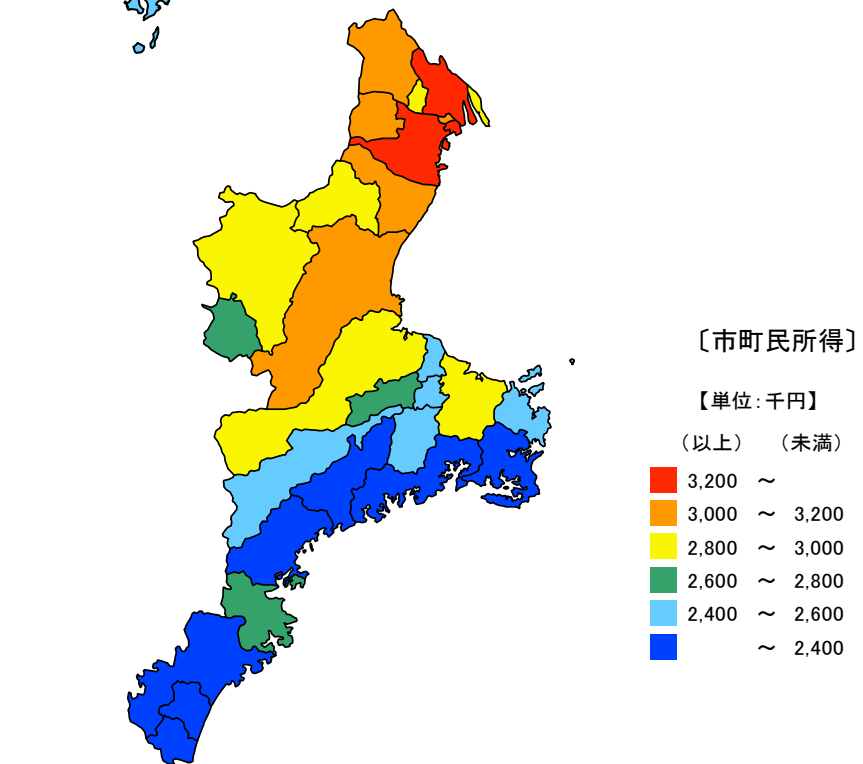 〔市町民所得〕
【単位：千円】
（以上） （未満）
3,200 ～
3,000 ～ 3,200
2,800 ～ 3,000
2,600 ～ 2,800
2,400 ～ 2,600
～ 2,400